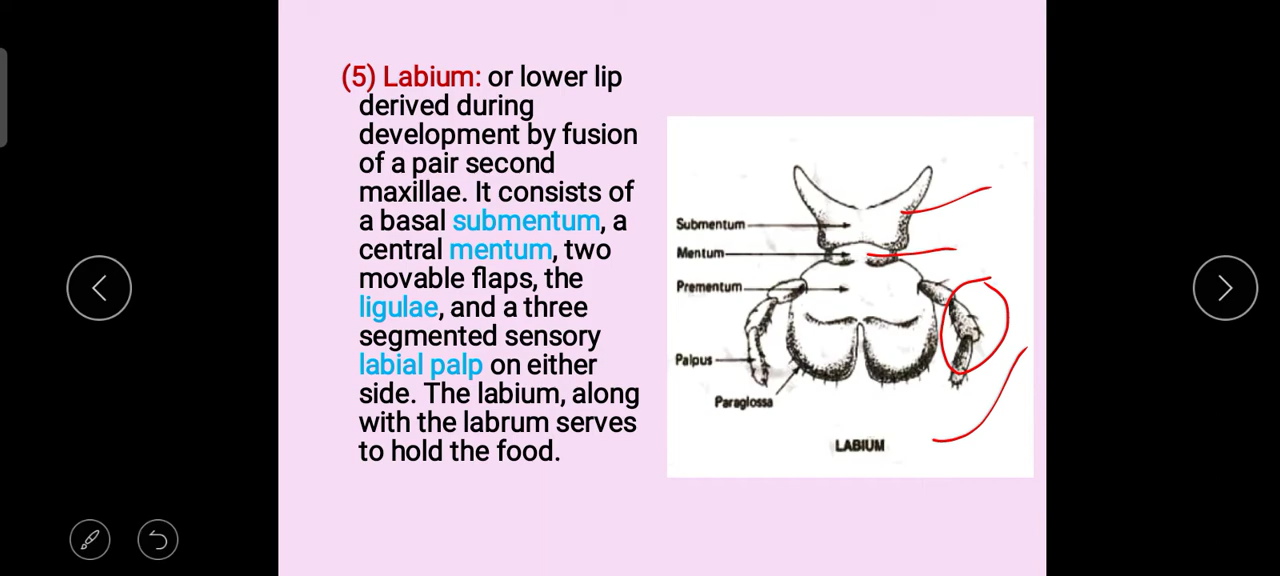 (5) Labium: or lower lip
derived during
development by fusion
of a pair second
maxillae. It consists of
a basal submentum, a
central mentum, two
movable flaps, the
ligulae, and a three
segmented sensory
labial palp on either
side. The labium, along
with the labrum serves
to hold the food.
Submentum
Mentum
Prementum
Palpus
Paraglossa
LABIUM